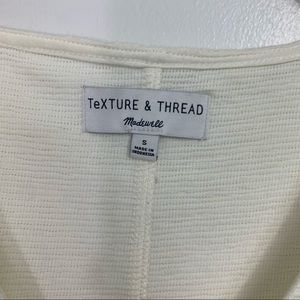 TeXTURE & THREAD
Madewell
S
MADE IN
INDONESIA